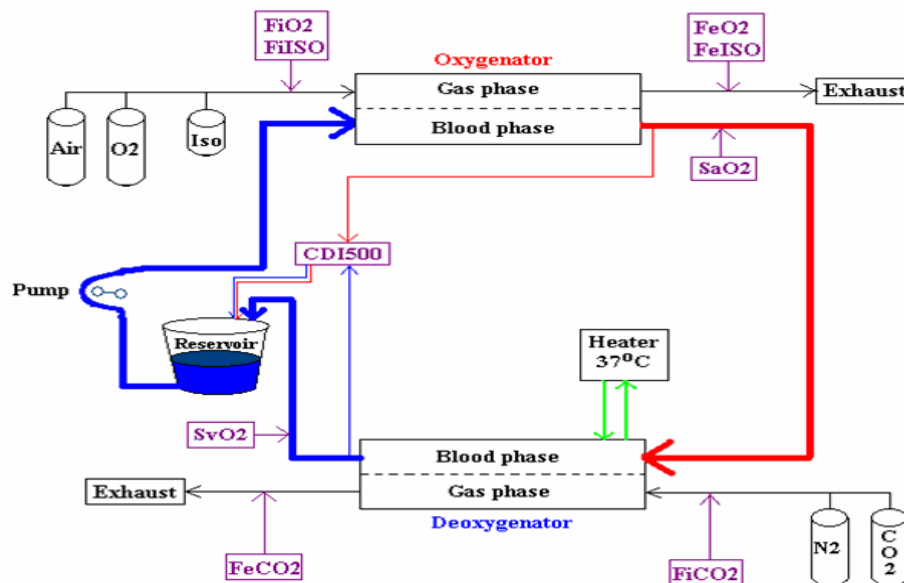 FiO2
FiISO
FeO2
FeISO
Oxygenator
Gas phase
Blood phase
Exhaust
Air
O2
Iso
SaO2
CDI500
Pump
Reservoir
Heater
37⁰C
SvO2
Blood phase
Gas phase
Exhaust
Deoxygenator
N2
CO2
FeCO2
FiCO2